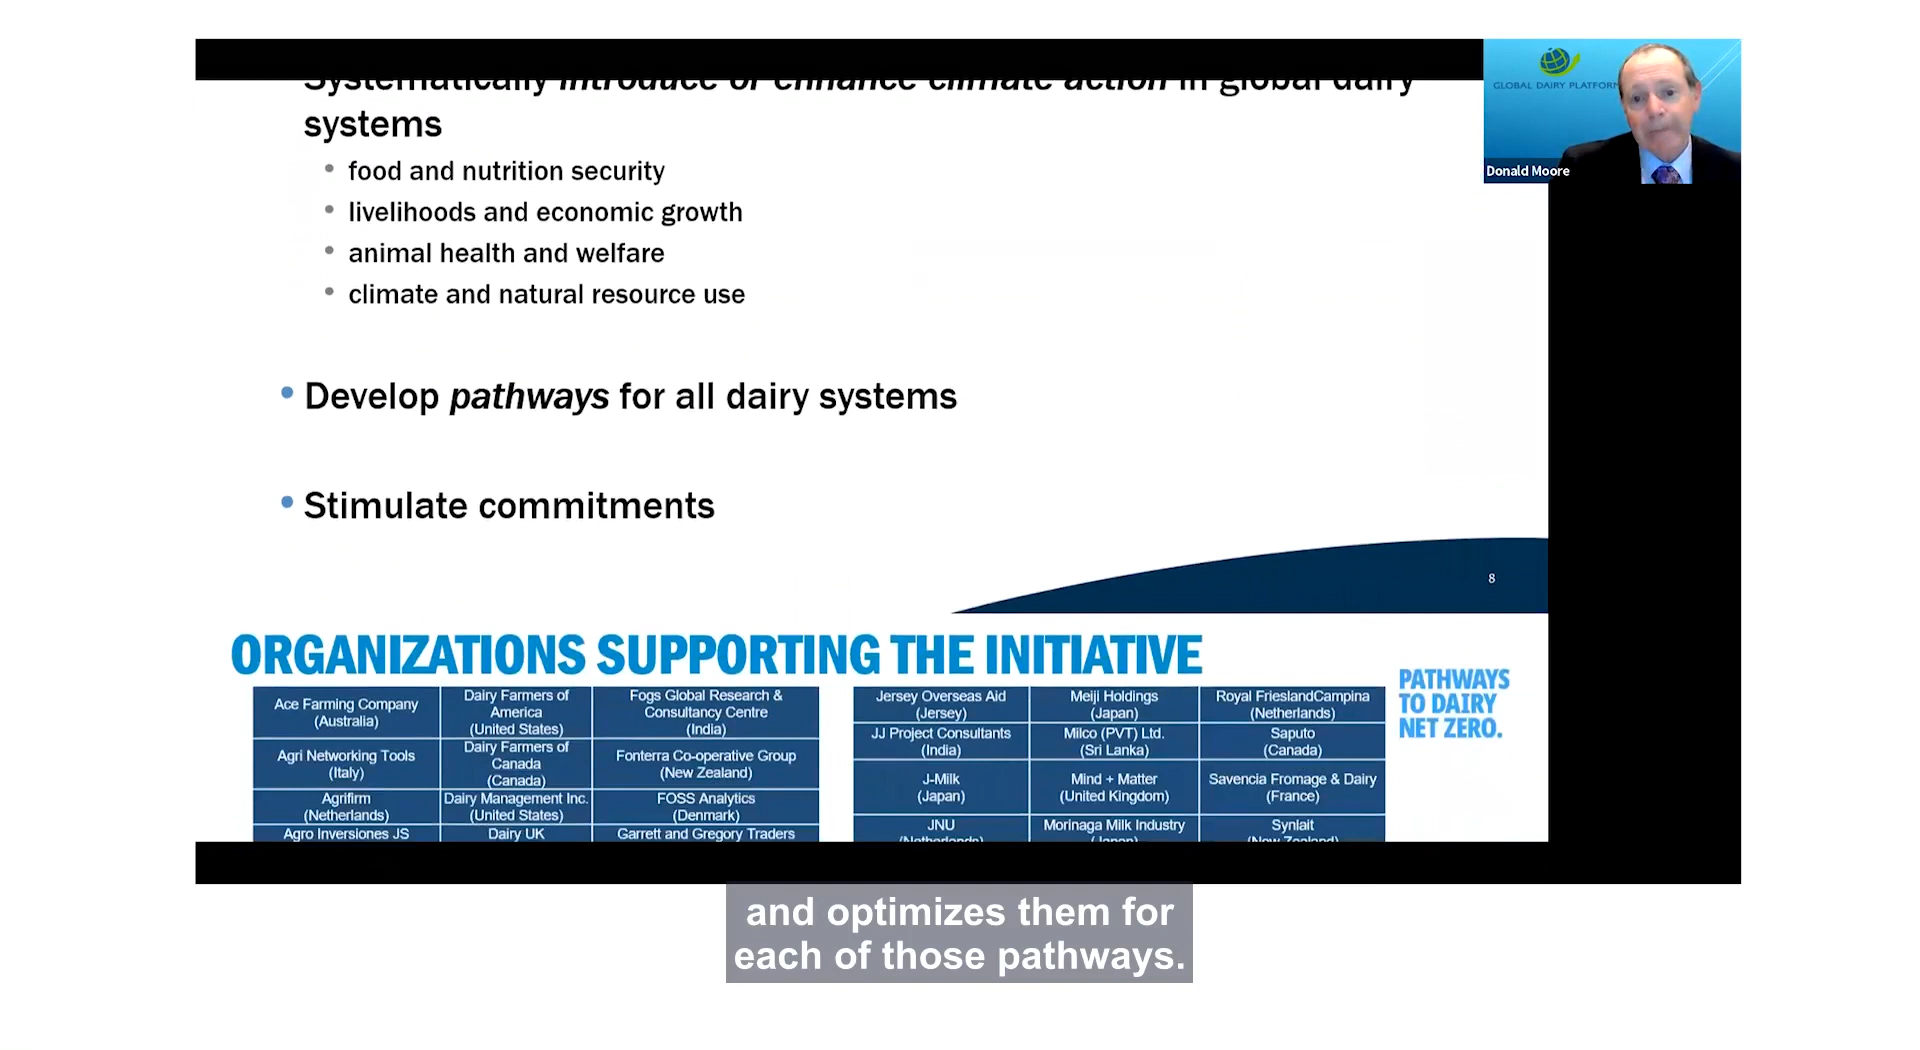 Systematically introduce or enhance climate action in global dairy
systems
• food and nutrition security
• livelihoods and economic growth
• animal health and welfare
• climate and natural resource use
• Develop pathways for all dairy systems
• Stimulate commitments
8
GLOBAL DAIRY PLATFORM
Donald Moore
ORGANIZATIONS SUPPORTING THE INITIATIVE
PATHWAYS
TO DAIRY
NET ZERO.
Ace Farming Company
(Australia)
Dairy Farmers of
America
(United States)
Fogs Global Research &
Consultancy Centre
(India)
Agri Networking Tools
(Italy)
Dairy Farmers of
Canada
(Canada)
Fonterra Co-operative Group
(New Zealand)
Agrifirm
(Netherlands)
Dairy Management Inc.
(United States)
FOSS Analytics
(Denmark)
Agro Inversiones JS
Dairy UK
Garrett and Gregory Traders
Jersey Overseas Aid
(Jersey)
Meiji Holdings
(Japan)
Royal FrieslandCampina
(Netherlands)
JJ Project Consultants
(India)
Milco (PVT) Ltd.
(Sri Lanka)
Saputo
(Canada)
J-Milk
(Japan)
Mind + Matter
(United Kingdom)
Savencia Fromage & Dairy
(France)
JNU
(Netherlands)
Morinaga Milk Industry
(Japan)
Synlait
(New Zealand)
and optimizes them for
each of those pathways.